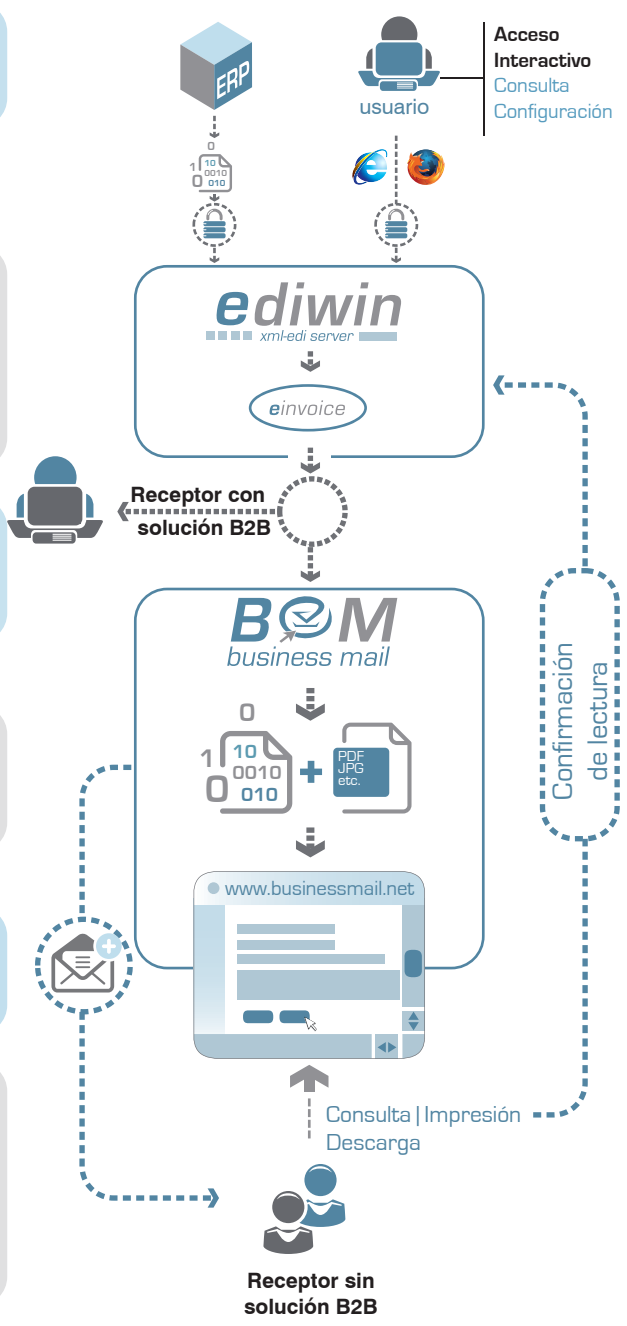 ERP
usuario
Acceso
Interactivo
Consulta
Configuración
0
10
1
0010
0
010
ediwin
xml-edi server
einvoice
Receptor con
solución B2B
B@M
business mail
0
1
10
0010
0
010
+
PDF
JPG
etc.
www.businessmail.net
+
Confirmación
de lectura
Consulta|Impresión
Descarga
Receptor sin
solución B2B